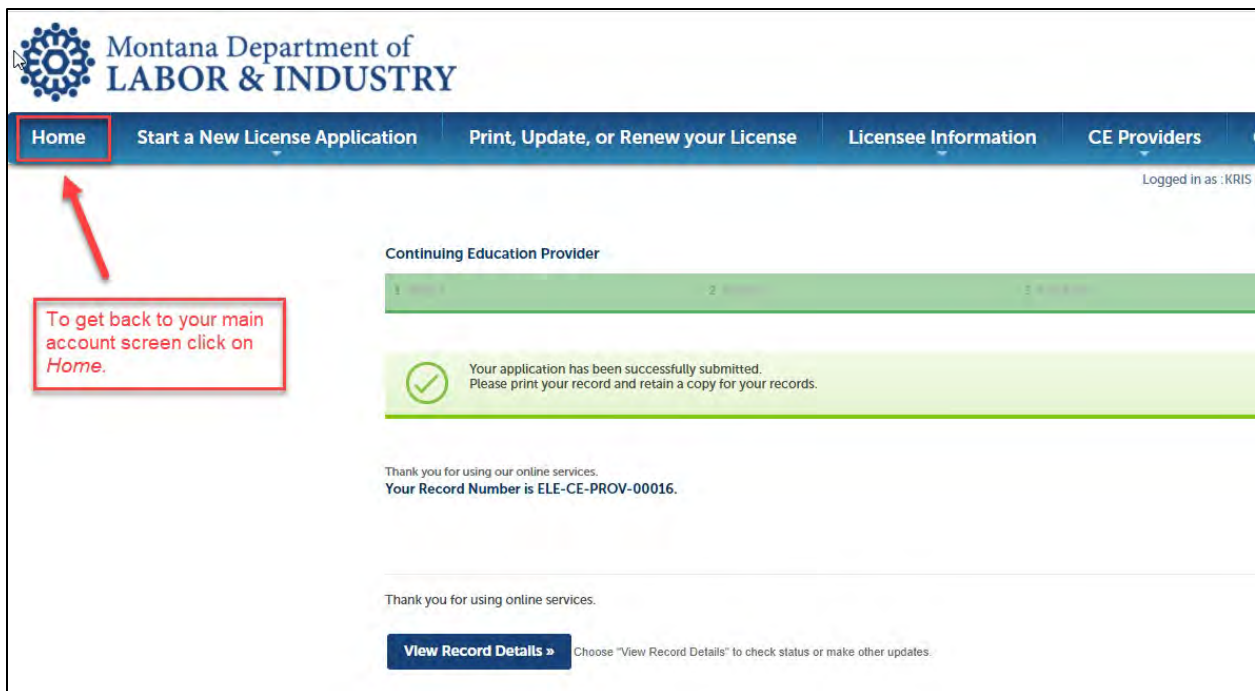 Montana Department of
LABOR & INDUSTRY
Home Start a New License Application Print, Update, or Renew your License Licensee Information CE Providers
Logged in as :KRIS
To get back to your main
account screen click on
Home.
Continuing Education Provider
1 2 3
Your application has been successfully submitted.
Please print your record and retain a copy for your records.
Thank you for using our online services.
Your Record Number is ELE-CE-PROV-00016.
Thank you for using online services.
View Record Details » Choose "View Record Details" to check status or make other updates.